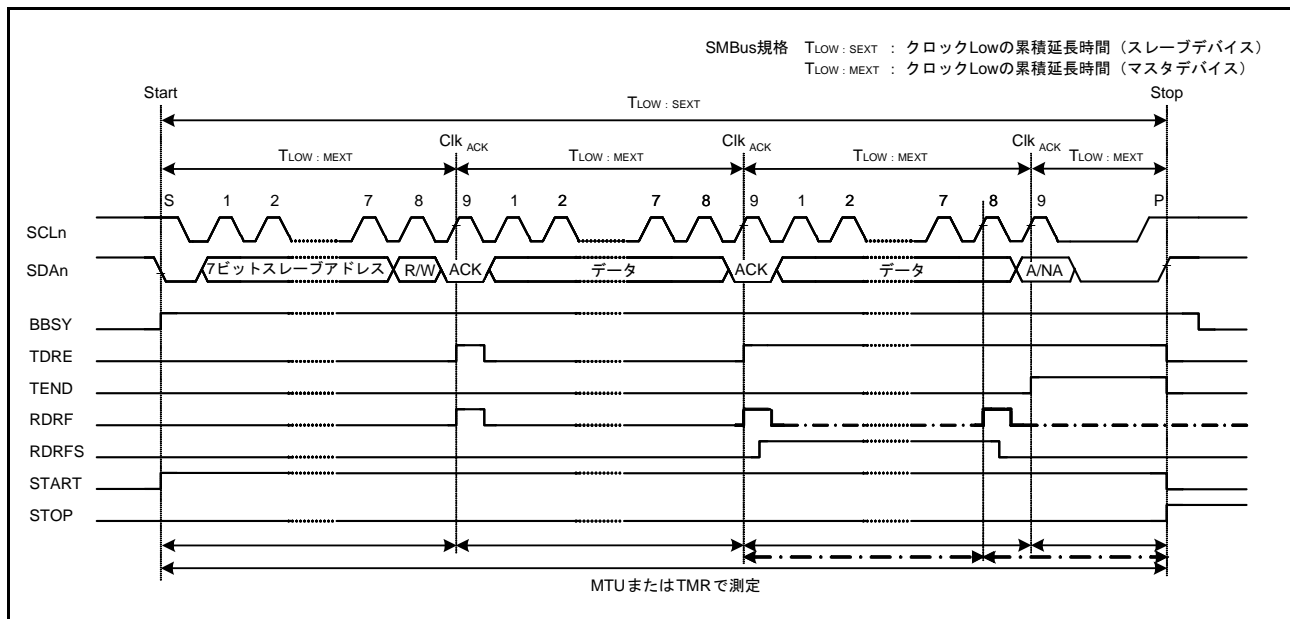 SMBus規格 TLOW : SEXT : クロックLowの累積延長時間（スレーブデバイス）
TLOW : MEXT : クロックLowの累積延長時間（マスタデバイス）
Start Stop
TLOW : SEXT
Clk ACK Clk ACK Clk ACK
TLOW : MEXT TLOW : MEXT TLOW : MEXT TLOW : MEXT
S 1 2 7 8 9 1 2 7 8 9 1 2 7 8 9 P
SCLn
SDAn 7ビットスレーブアドレス R/W ACK データ ACK データ A/NA
BBSY
TDRE
TEND
RDRF
RDRFS
START
STOP
MTUまたはTMRで測定